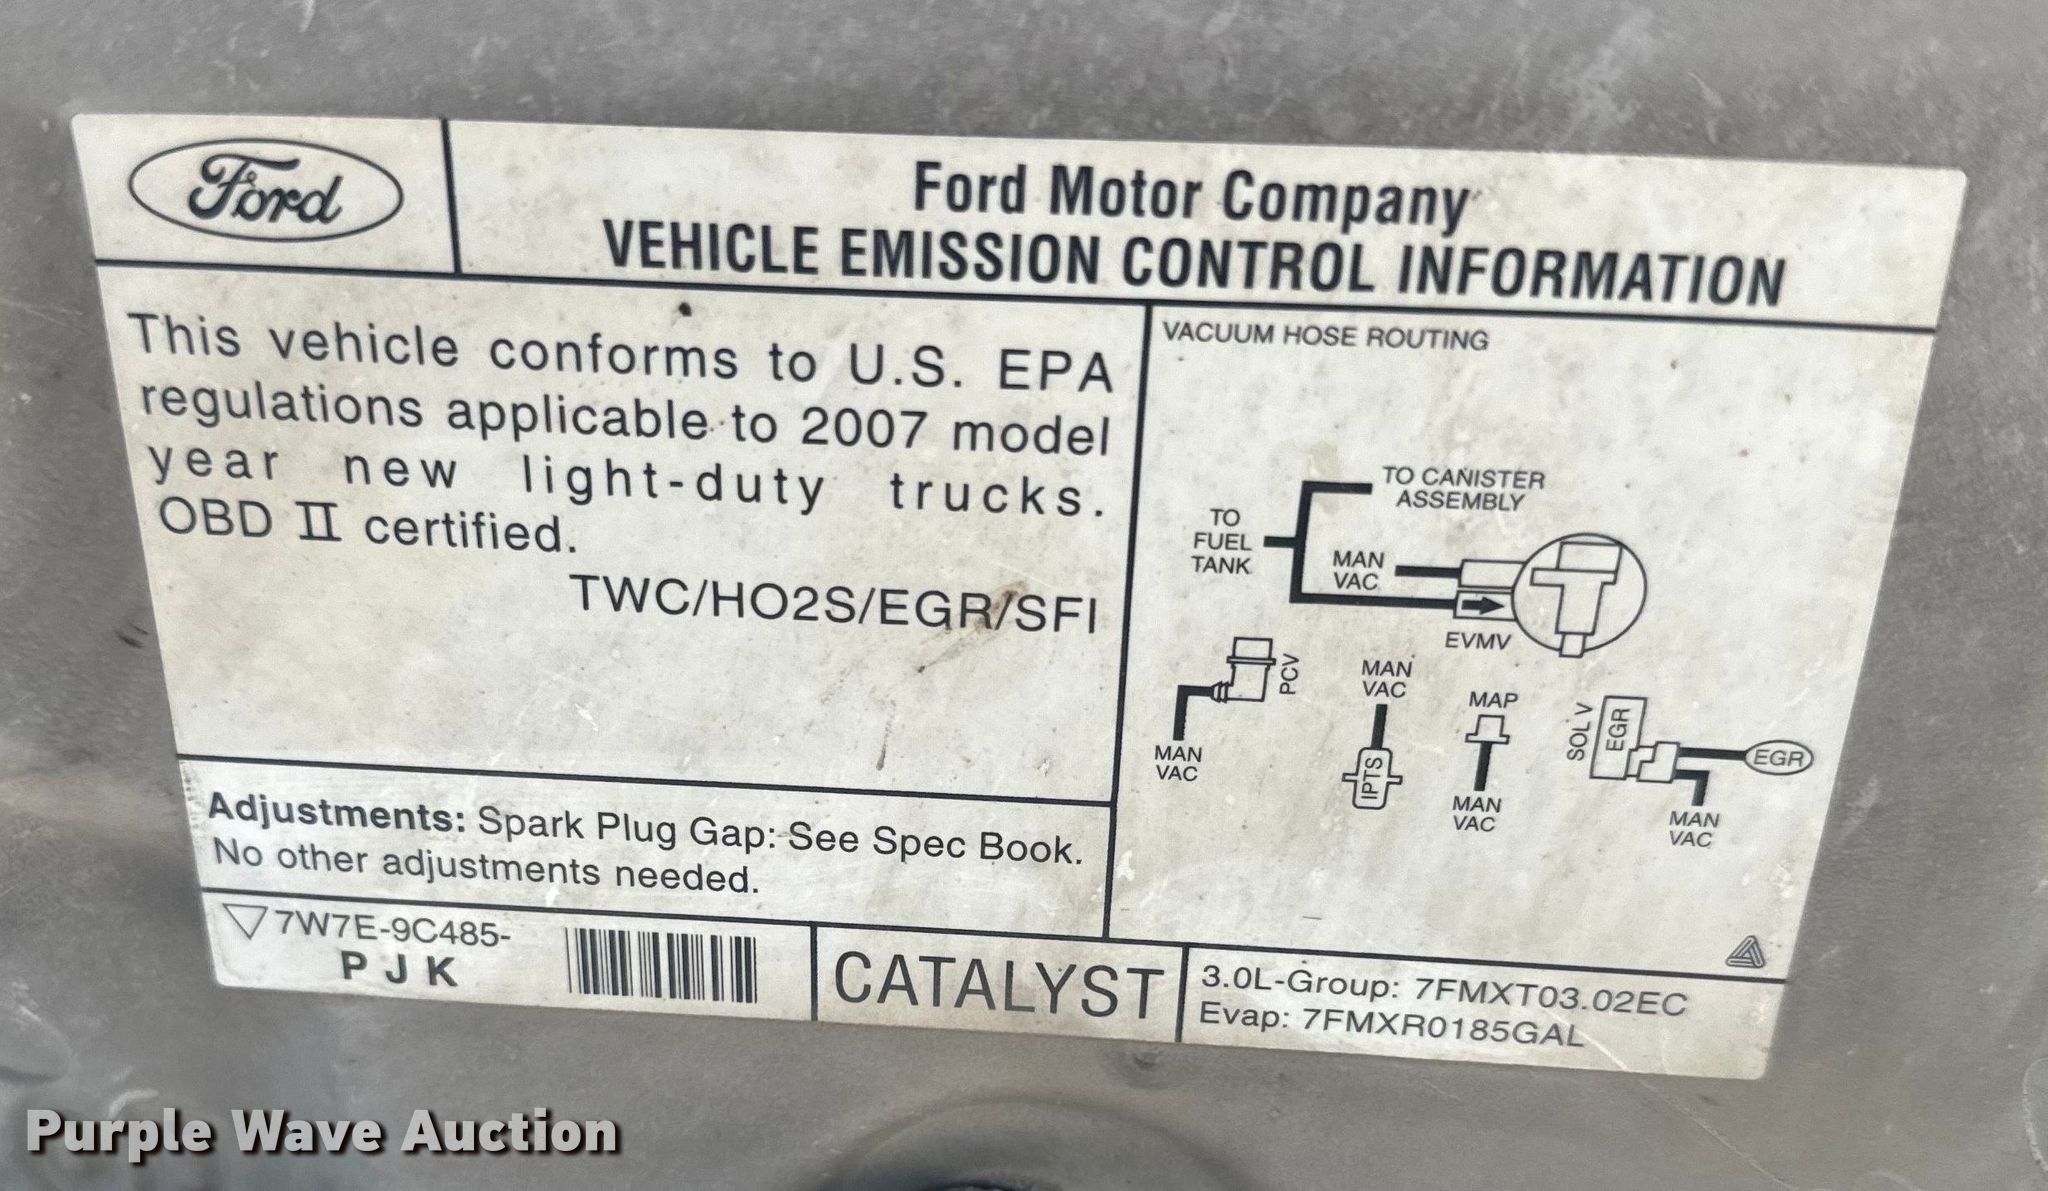 Ford
Ford Motor Company
VEHICLE EMISSION CONTROL INFORMATION
This vehicle conforms to U.S. EPA
regulations applicable to 2007 model
year new light-duty trucks.
OBD II certified.
TWC/HO2S/EGR/SFI
Adjustments: Spark Plug Gap: See Spec Book.
No other adjustments needed.
7W7E-9C485-
P J K
CATALYST
3.0L-Group: 7FMXT03.02EC
Evap: 7FMXR0185GAL
VACUUM HOSE ROUTING
TO CANISTER
ASSEMBLY
TO
FUEL
TANK
MAN
VAC
EVMV
PCV
MAN
VAC
MAN
VAC
IPTS
MAP
MAN
VAC
SOL V
EGR
EGR
MAN
VAC
Purple Wave Auction